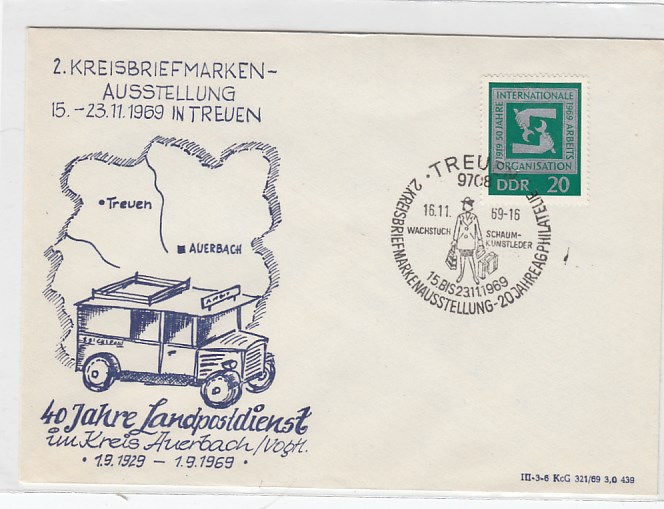 2. KREISBRIEFMARKEN-
AUSSTELLUNG
15. - 23.11.1969 IN TREUEN
Treuen
AUERBACH
40 Jahre Landpostdienst
im Kreis Auerbach/Vogtl.
· 1.9.1929 - 1.9.1969 ·
INTERNATIONALE
1919 · 50 JAHRE
1969 ARBEITS
ORGANISATION
DDR 20
· TREUEN
9708
16.11. 69-16
WACHSTUCH SCHAUM-
KUNSTLEDER
15. BIS 23.11.1969
2. KREISBRIEFMARKENAUSSTELLUNG - 20 JAHRE AG PHILATELIE
III-3-6 KcG 321/69 3,0 439